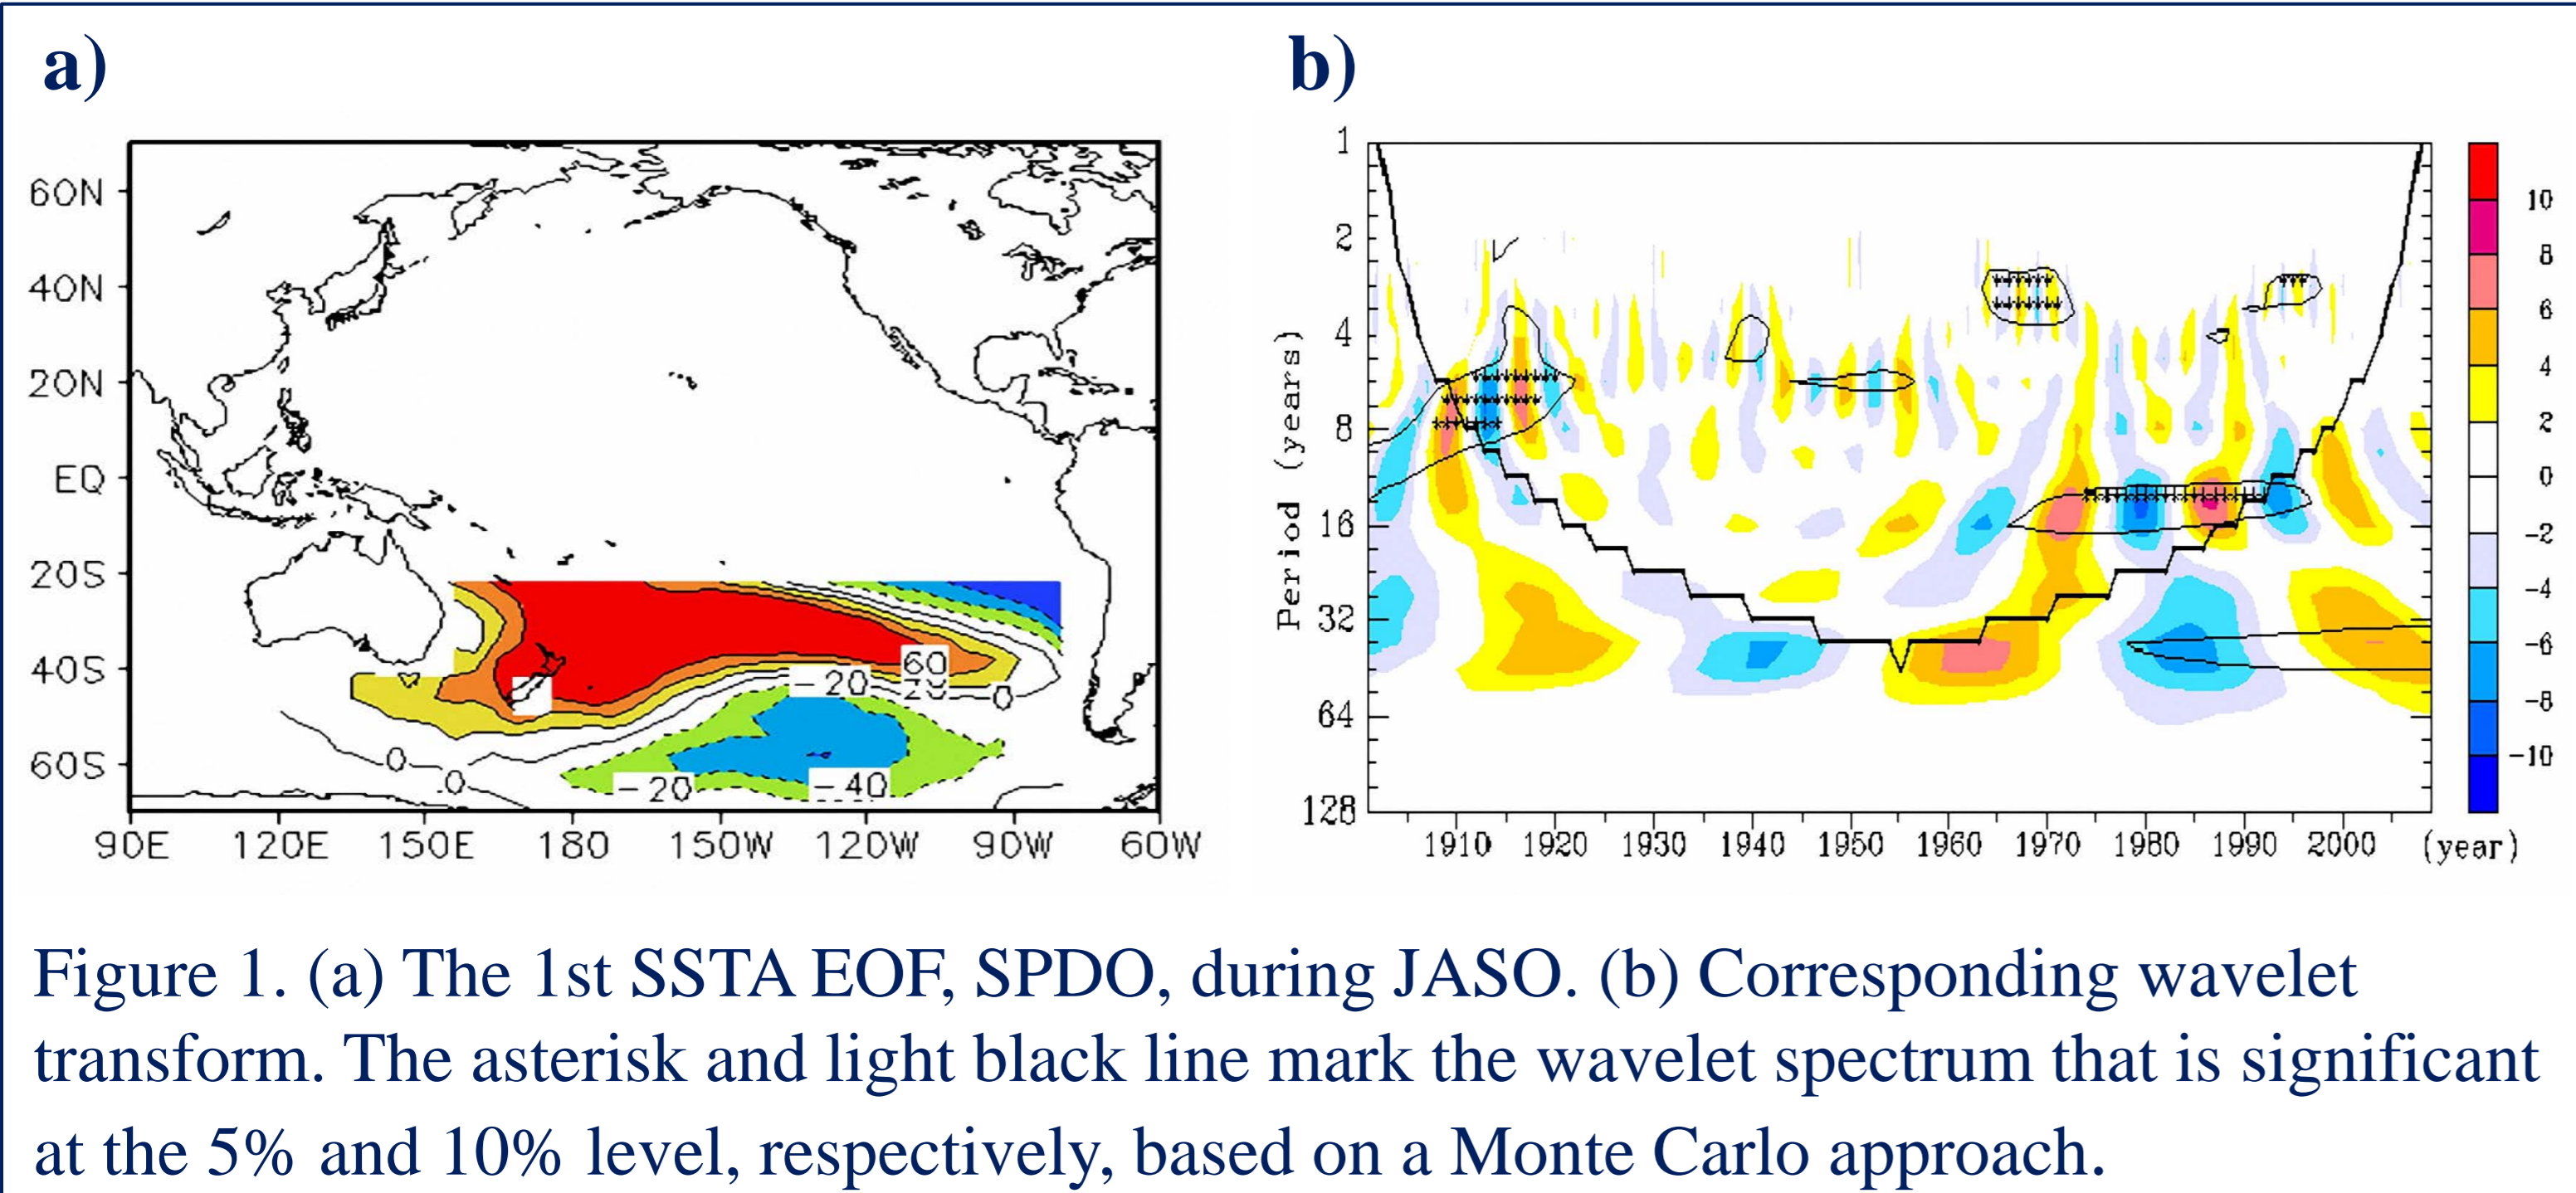 a)
b)
60N
40N
20N
EQ
20S
40S
60S
90E 120E 150E 180 150W 120W 90W 60W
60
-20 20 0
0
0
-20 -40
Period (years)
1
2
4
8
16
32
64
128
1910 1920 1930 1940 1950 1960 1970 1980 1990 2000 (year)
10
8
6
4
2
0
-2
-4
-6
-8
-10
Figure 1. (a) The 1st SSTA EOF, SPDO, during JASO. (b) Corresponding wavelet
transform. The asterisk and light black line mark the wavelet spectrum that is significant
at the 5% and 10% level, respectively, based on a Monte Carlo approach.